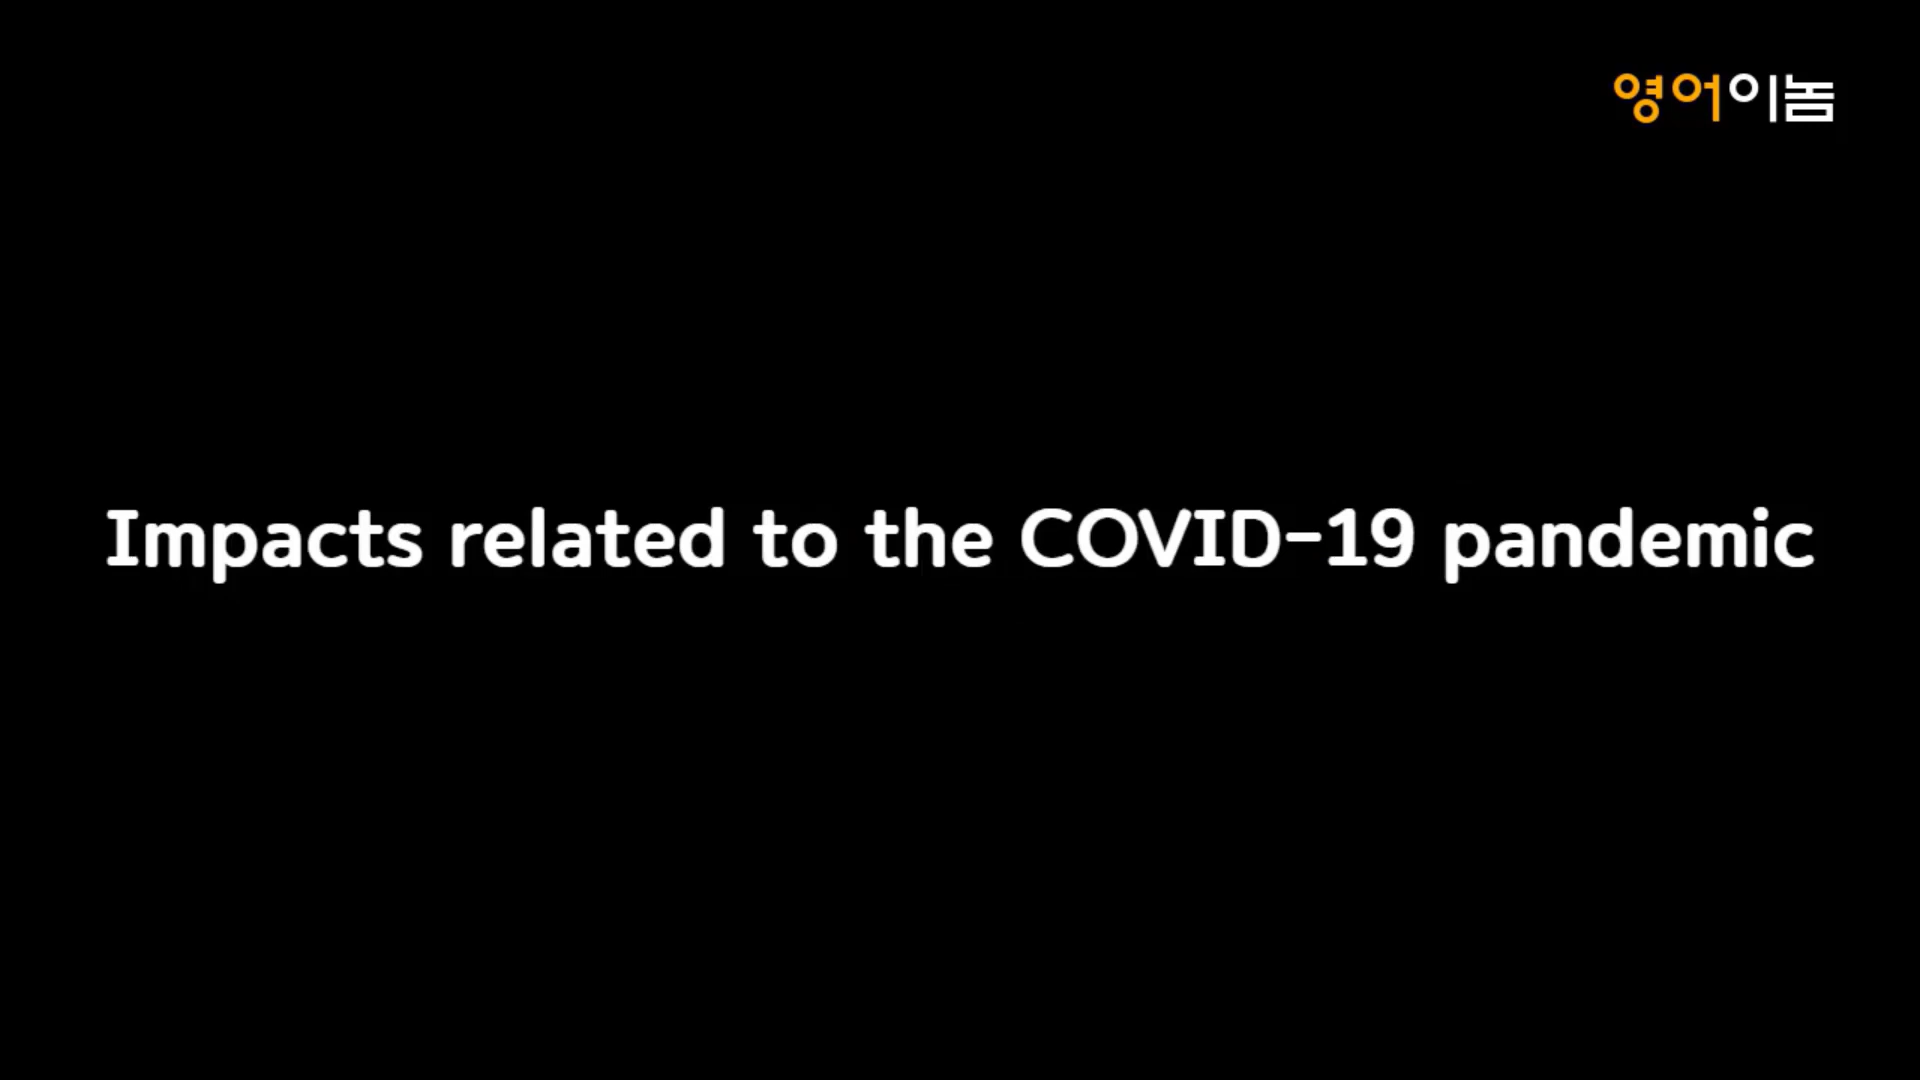 영어이놈
Impacts related to the COVID-19 pandemic